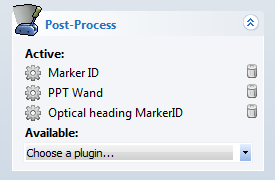 Post-Process
Active:
Marker ID
PPT Wand
Optical heading MarkerID
Available:
Choose a plugin...